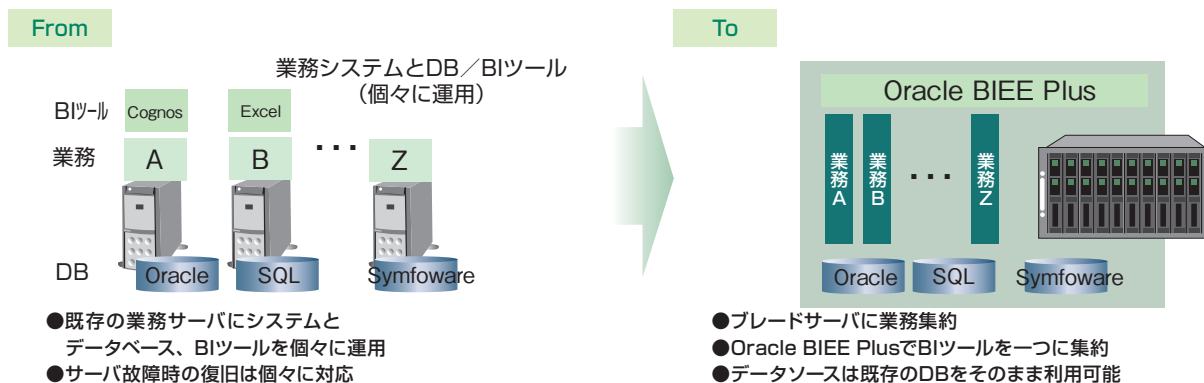 From
業務システムとDB／BIツール
（個々に運用）
BIツール
Cognos
Excel
業務
A
B
・・・
Z
DB
Oracle
SQL
Symfoware
●既存の業務サーバにシステムと
データベース、BIツールを個々に運用
●サーバ故障時の復旧は個々に対応
To
Oracle BIEE Plus
業務A
業務B
・・・
業務Z
Oracle
SQL
Symfoware
●ブレードサーバに業務集約
●Oracle BIEE PlusでBIツールを一つに集約
●データソースは既存のDBをそのまま利用可能